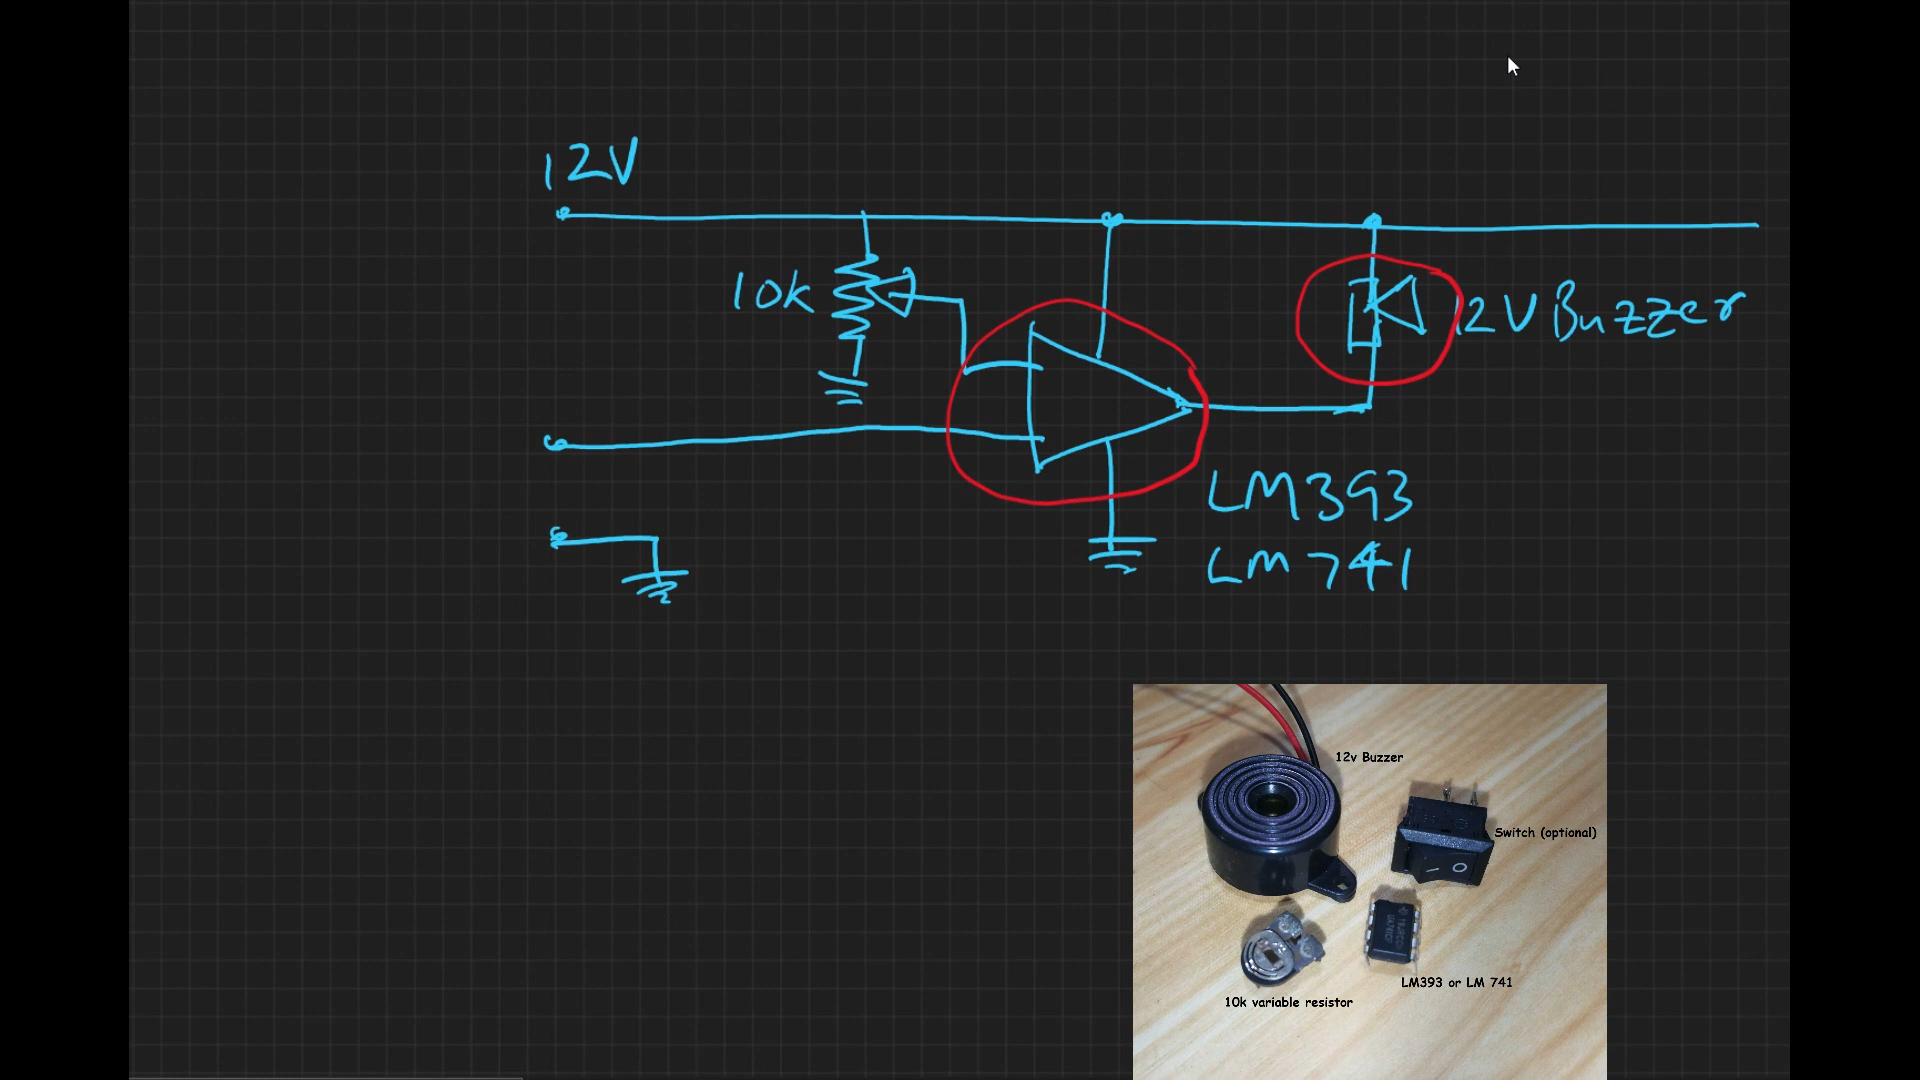 12V
10k
12V Buzzer
LM393
LM741
12v Buzzer
Switch (optional)
LM393 or LM 741
10k variable resistor